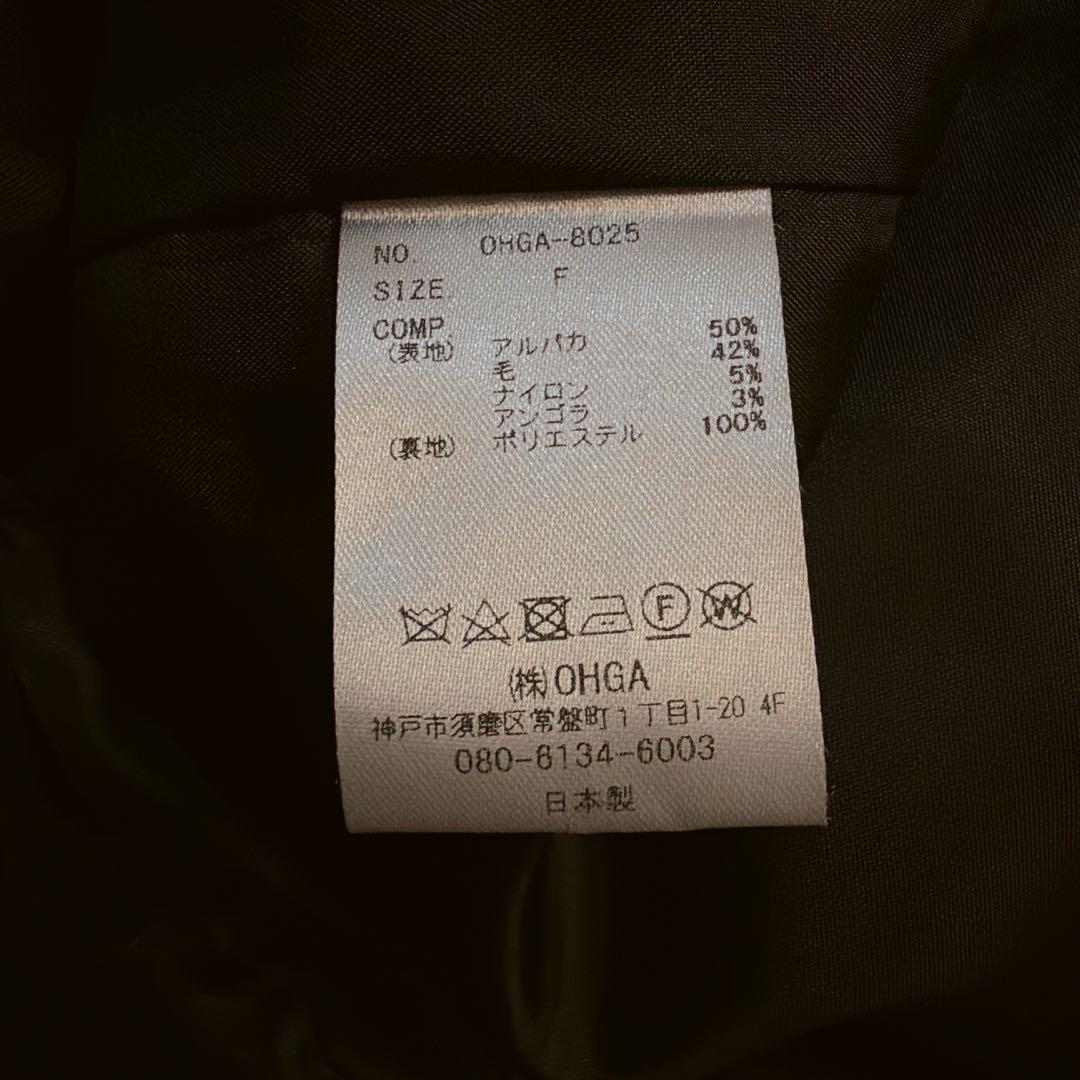 NO. OHGA-8025
SIZE. F
COMP.
(表地) アルパカ 50%
毛 42%
ナイロン 5%
アンゴラ 3%
(裏地) ポリエステル 100%
F W
(株)OHGA
神戸市須磨区常盤町1丁目1-20 4F
080-6134-6003
日本製